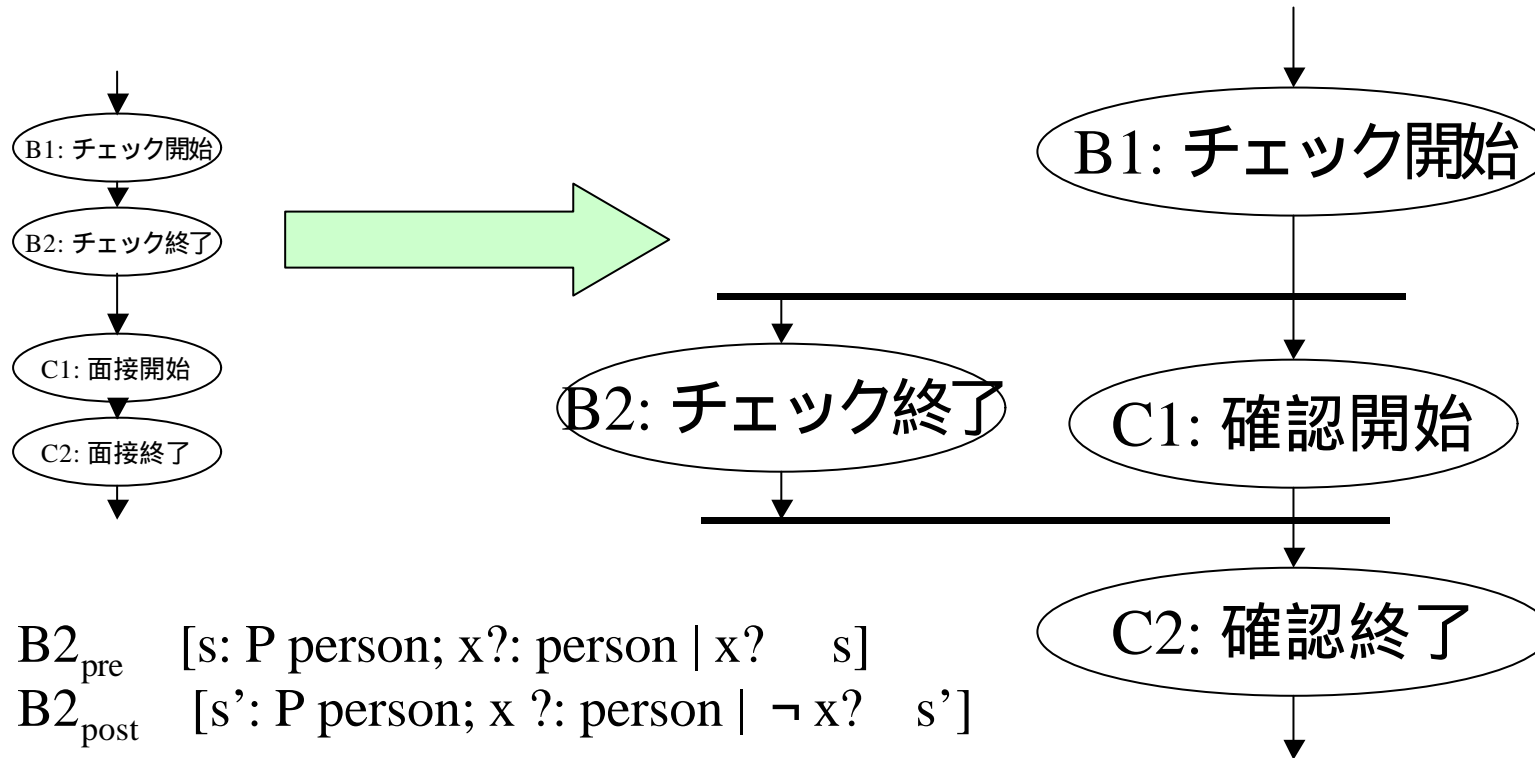 B1: チェック開始
B2: チェック終了
C1: 面接開始
C2: 面接終了
B1: チェック開始
B2: チェック終了
C1: 確認開始
C2: 確認終了
B2pre [s: P person; x?: person | x? s]
B2post [s’: P person; x ?: person | ¬ x? s’]